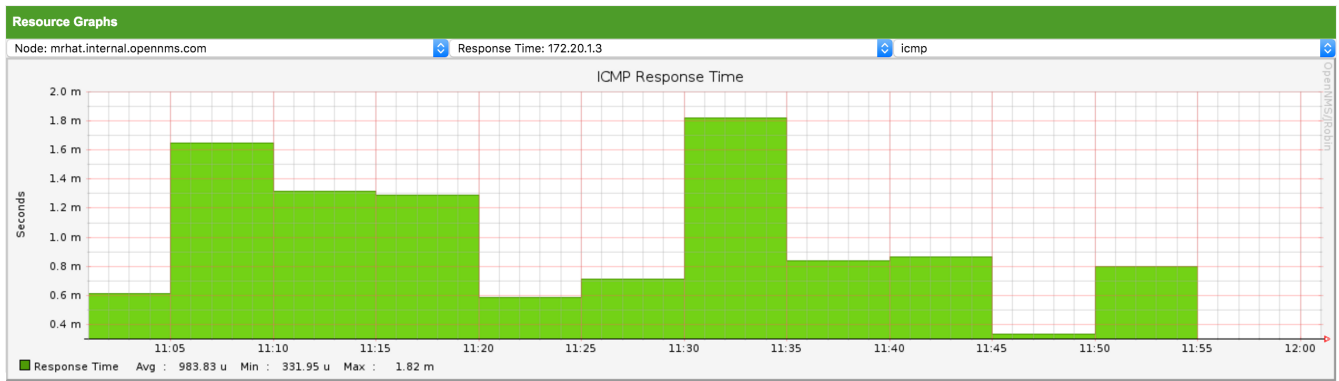 Resource Graphs
Node: mrhat.internal.opennms.com Response Time: 172.20.1.3 icmp
ICMP Response Time
OpenNMS/JRobin
Seconds
2.0 m
1.8 m
1.6 m
1.4 m
1.2 m
1.0 m
0.8 m
0.6 m
0.4 m
11:05 11:10 11:15 11:20 11:25 11:30 11:35 11:40 11:45 11:50 11:55 12:00
Response Time Avg : 983.83 u Min : 331.95 u Max : 1.82 m